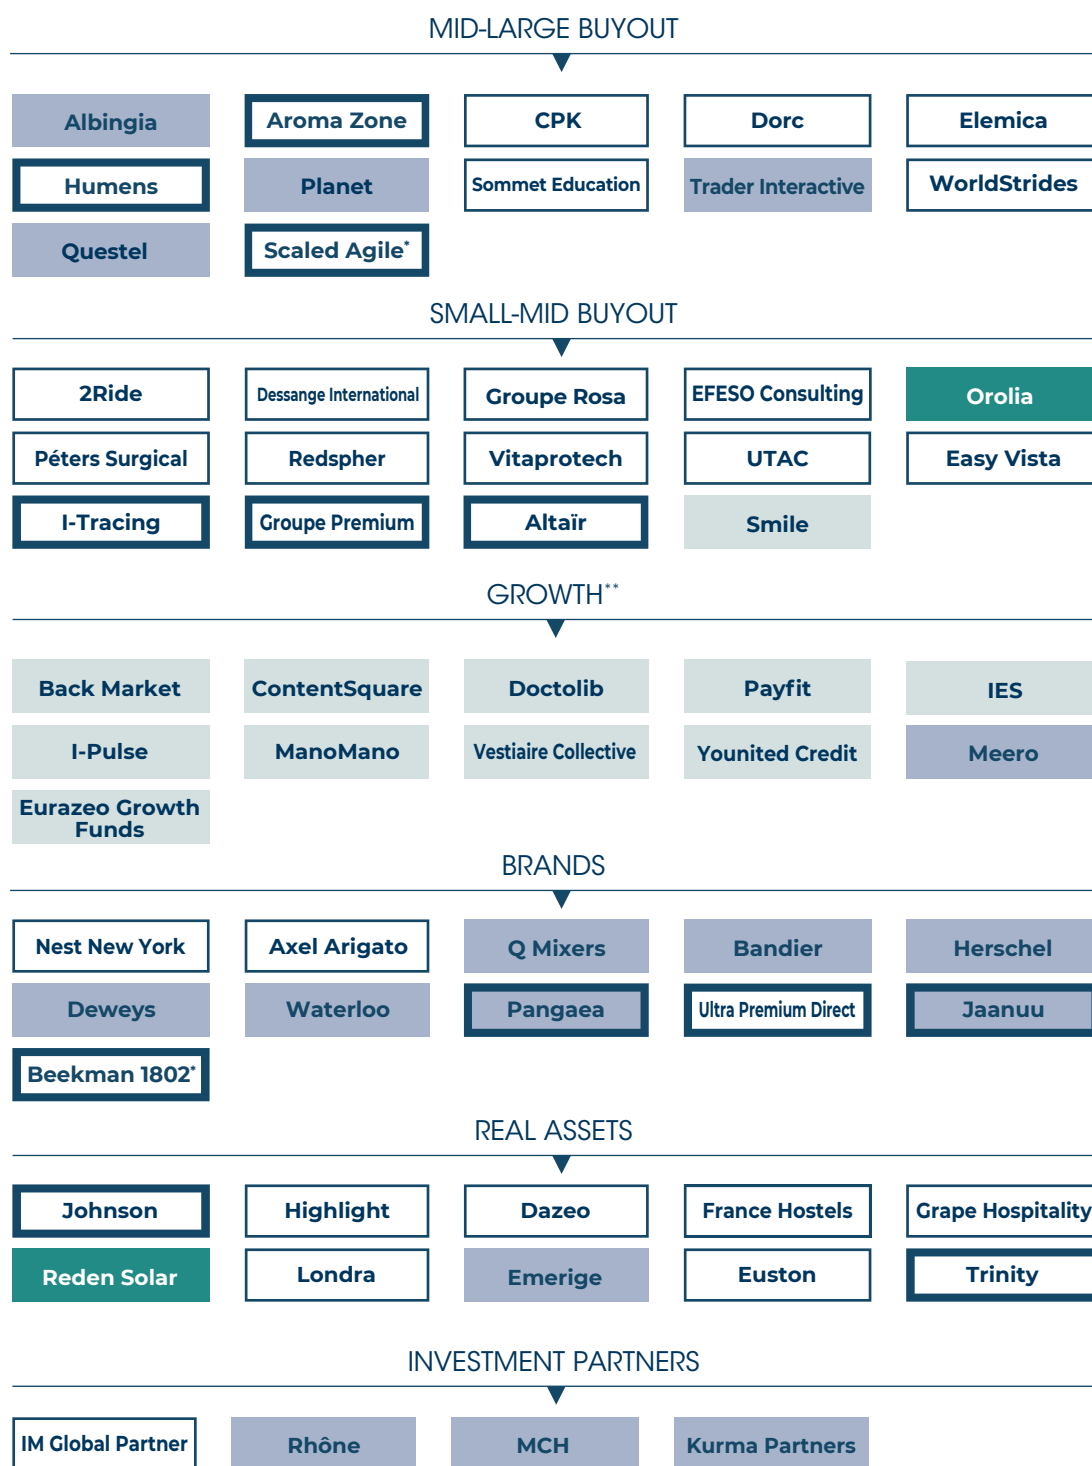 MID-LARGE BUYOUT
Albingia
Aroma Zone
CPK
Dorc
Elemica
Humens
Planet
Sommet Education
Trader Interactive
WorldStrides
Questel
Scaled Agile*
SMALL-MID BUYOUT
2Ride
Dessange International
Groupe Rosa
EFESO Consulting
Orolia
Péters Surgical
Redspher
Vitaprotech
UTAC
Easy Vista
I-Tracing
Groupe Premium
Altaïr
Smile
GROWTH**
Back Market
ContentSquare
Doctolib
Payfit
IES
I-Pulse
ManoMano
Vestiaire Collective
Younited Credit
Meero
Eurazeo Growth
Funds
BRANDS
Nest New York
Axel Arigato
Q Mixers
Bandier
Herschel
Deweys
Waterloo
Pangaea
Ultra Premium Direct
Jaanuu
Beekman 1802*
REAL ASSETS
Johnson
Highlight
Dazeo
France Hostels
Grape Hospitality
Reden Solar
Londra
Emerige
Euston
Trinity
INVESTMENT PARTNERS
IM Global Partner
Rhône
MCH
Kurma Partners